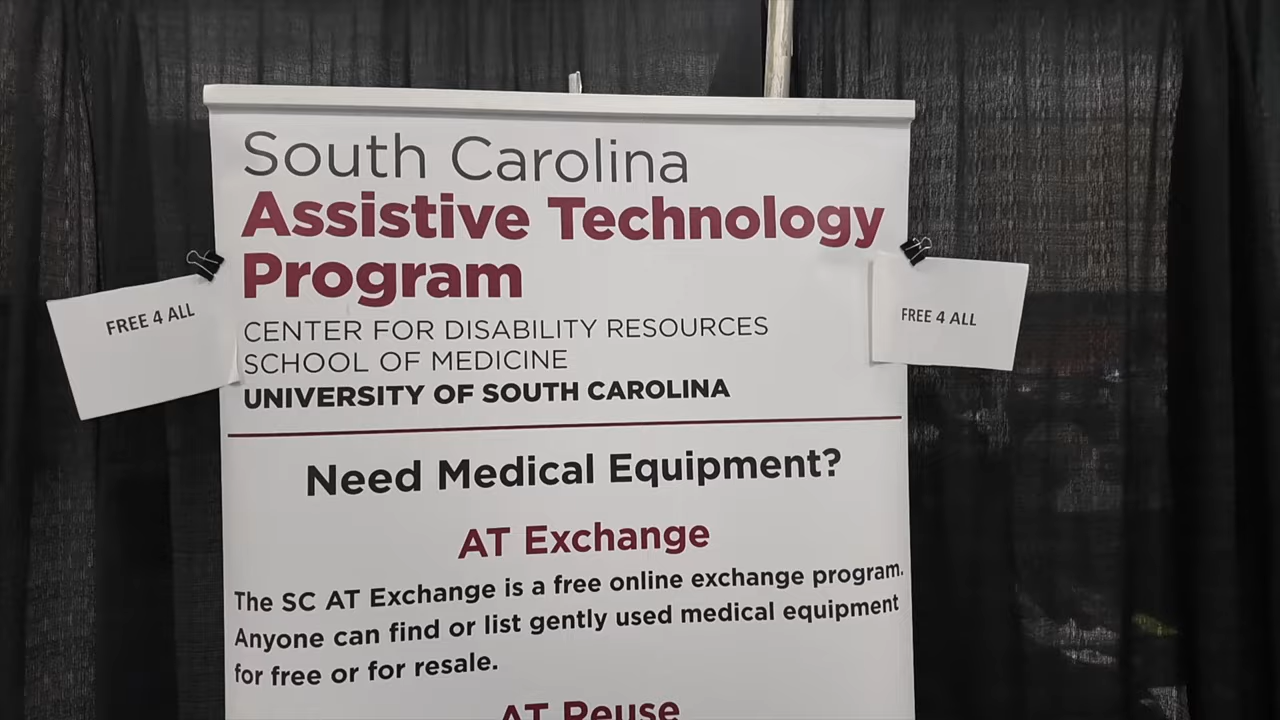 South Carolina
Assistive Technology
Program
FREE 4 ALL
FREE 4 ALL
CENTER FOR DISABILITY RESOURCES
SCHOOL OF MEDICINE
UNIVERSITY OF SOUTH CAROLINA
Need Medical Equipment?
AT Exchange
The SC AT Exchange is a free online exchange program.
Anyone can find or list gently used medical equipment
for free or for resale.
AT Reuse